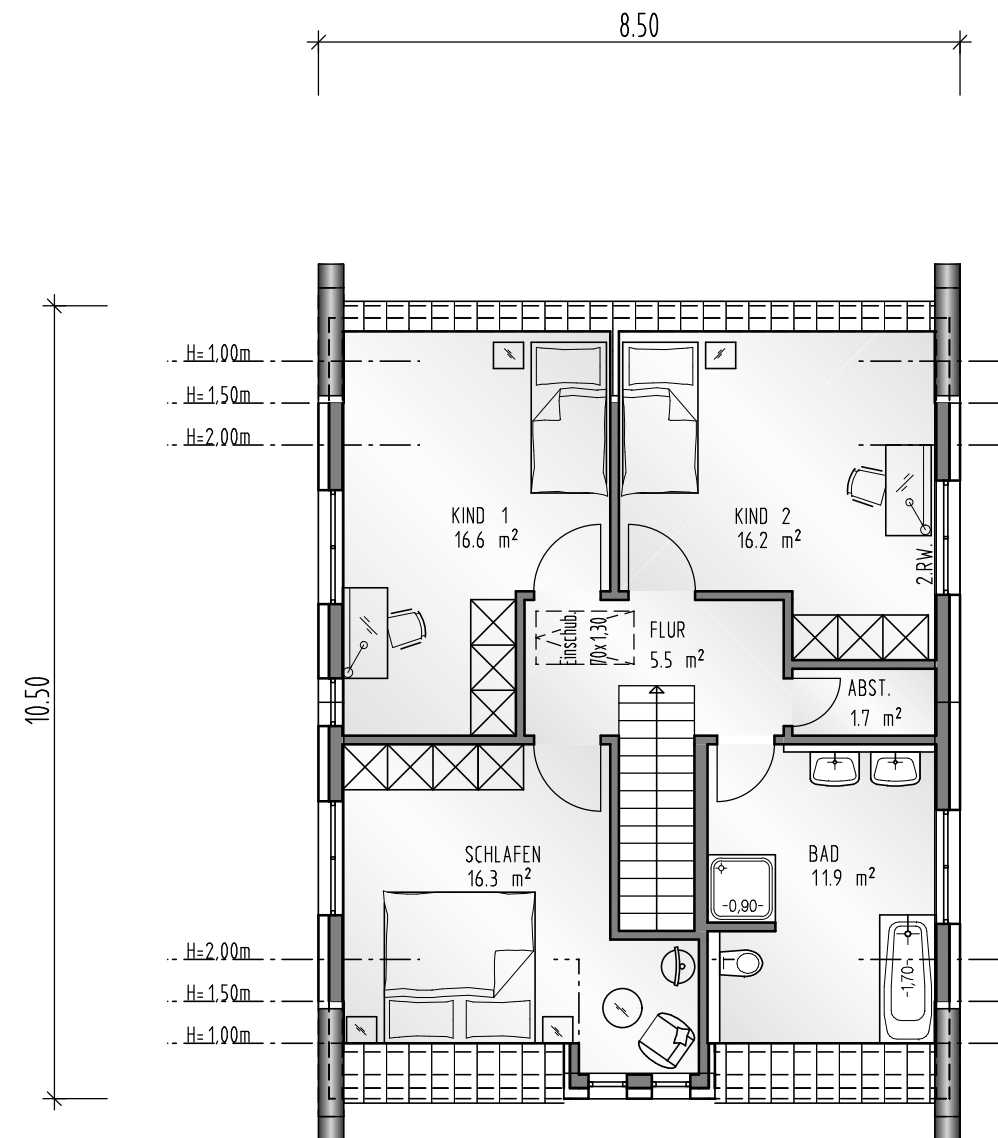 8.50
H=1,00m
H=1,50m
H=2,00m
KIND 1
16.6 m²
KIND 2
16.2 m²
2.RW.
10.50
Einschub
70x1,30
FLUR
5.5 m²
ABST.
1.7 m²
SCHLAFEN
16.3 m²
BAD
11.9 m²
-0,90-
-1,70-
H=2,00m
H=1,50m
H=1,00m